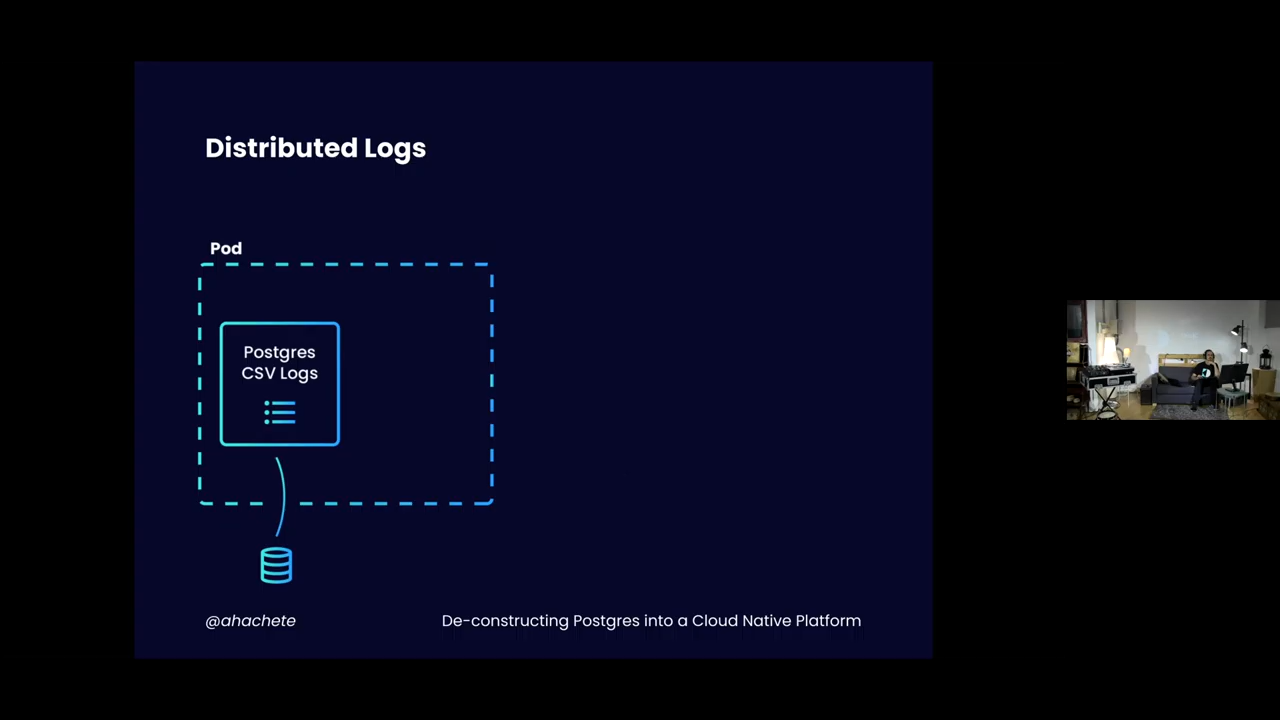 Distributed Logs
Pod
Postgres
CSV Logs
@ahachete
De-constructing Postgres into a Cloud Native Platform